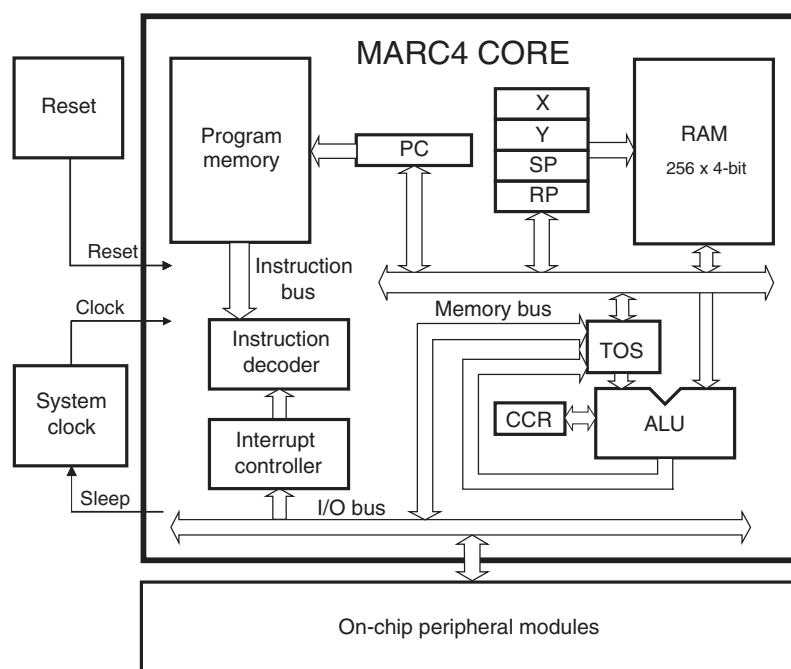 MARC4 CORE
Reset
Program
memory
PC
X
Y
SP
RP
RAM
256 x 4-bit
Reset
Instruction
bus
Clock
Memory bus
Instruction
decoder
TOS
System
clock
CCR
ALU
Interrupt
controller
Sleep
I/O bus
On-chip peripheral modules